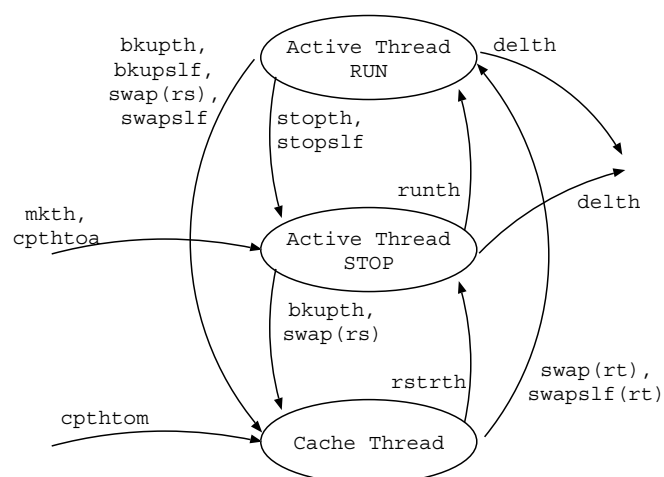 bkupth,
bkupslf,
swap(rs),
swapslf
Active Thread
RUN
delth
stopth,
stopslf
runth
delth
mkth,
cpthtoa
Active Thread
STOP
bkupth,
swap(rs)
rstrth
swap(rt),
swapslf(rt)
cpthtom
Cache Thread